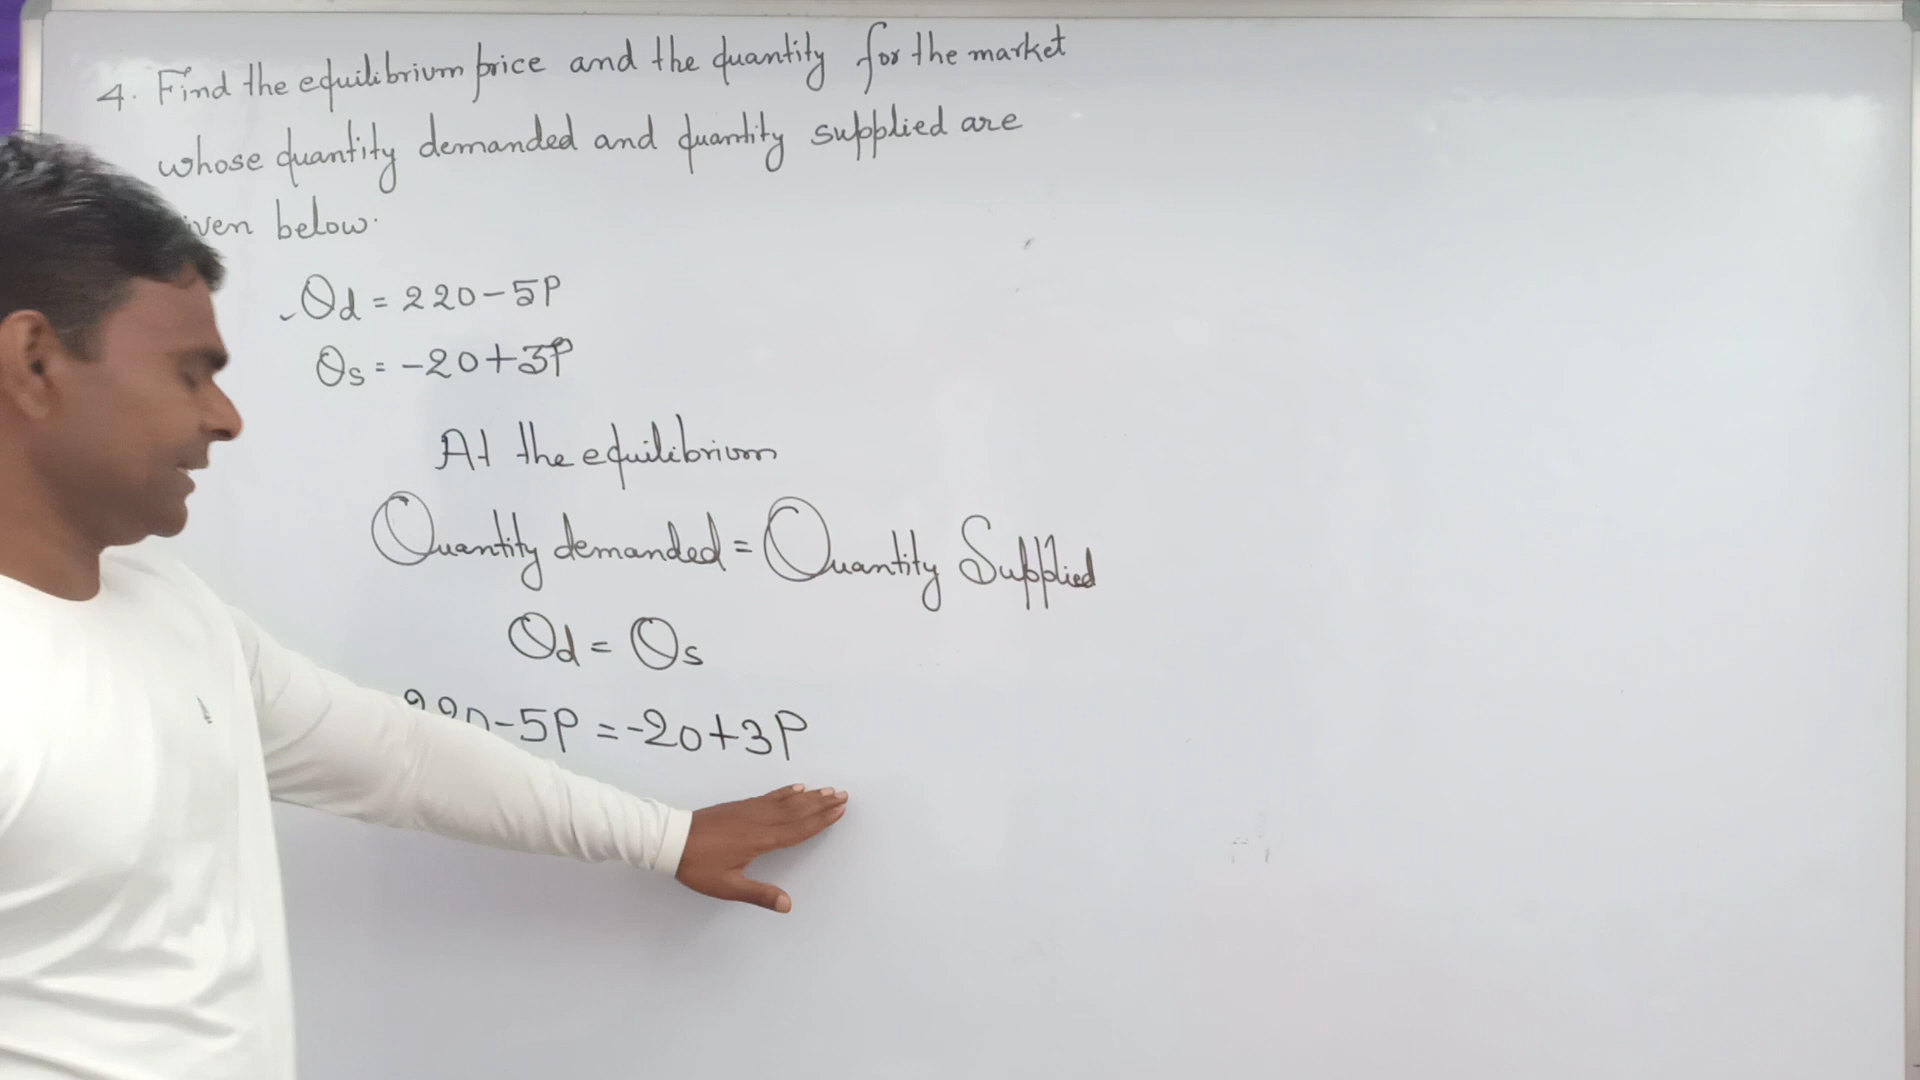 4. Find the equilibrium price and the quantity for the market
whose quantity demanded and quantity supplied are
below.
Qd = 220-5P
Qs = -20+3P
At the equilibrium
Quantity demanded = Quantity Supplied
Qd = Qs
-5P = -20+3P